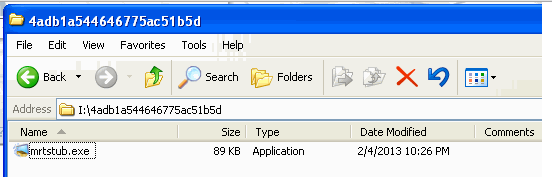 4adb1a544646775ac51b5d
File Edit View Favorites Tools Help
Back Search Folders
Address I:\4adb1a544646775ac51b5d
Name Size Type Date Modified Comments
mrtstub.exe 89 KB Application 2/4/2013 10:26 PM